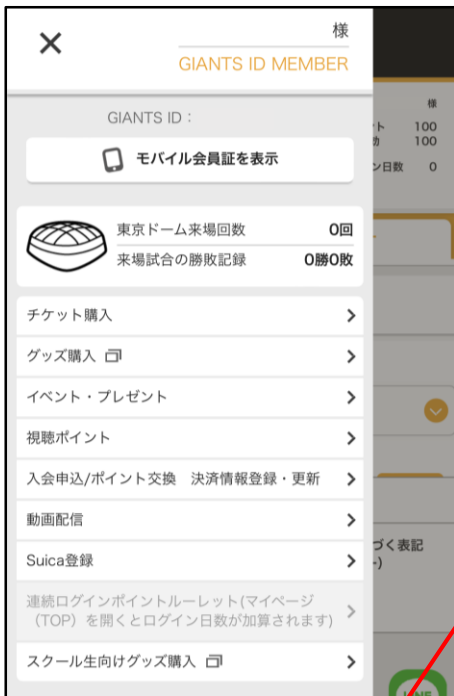 様
GIANTS ID MEMBER
GIANTS ID：
モバイル会員証を表示
東京ドーム来場回数 0回
来場試合の勝敗記録 0勝0敗
チケット購入
グッズ購入
イベント・プレゼント
視聴ポイント
入会申込/ポイント交換　決済情報登録・更新
動画配信
Suica登録
連続ログインポイントルーレット(マイページ
（TOP）を開くとログイン日数が加算されます)
スクール生向けグッズ購入
様
ト 100
効 100
ン日数 0
づく表記
-)
LINE